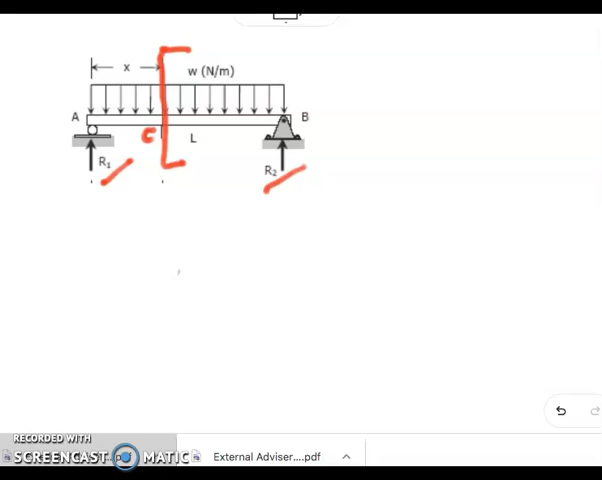 x
w (N/m)
A
B
C
L
R₁
R₂
RECORDED WITH
SCREENCAST MATIC
External Adviser....pdf